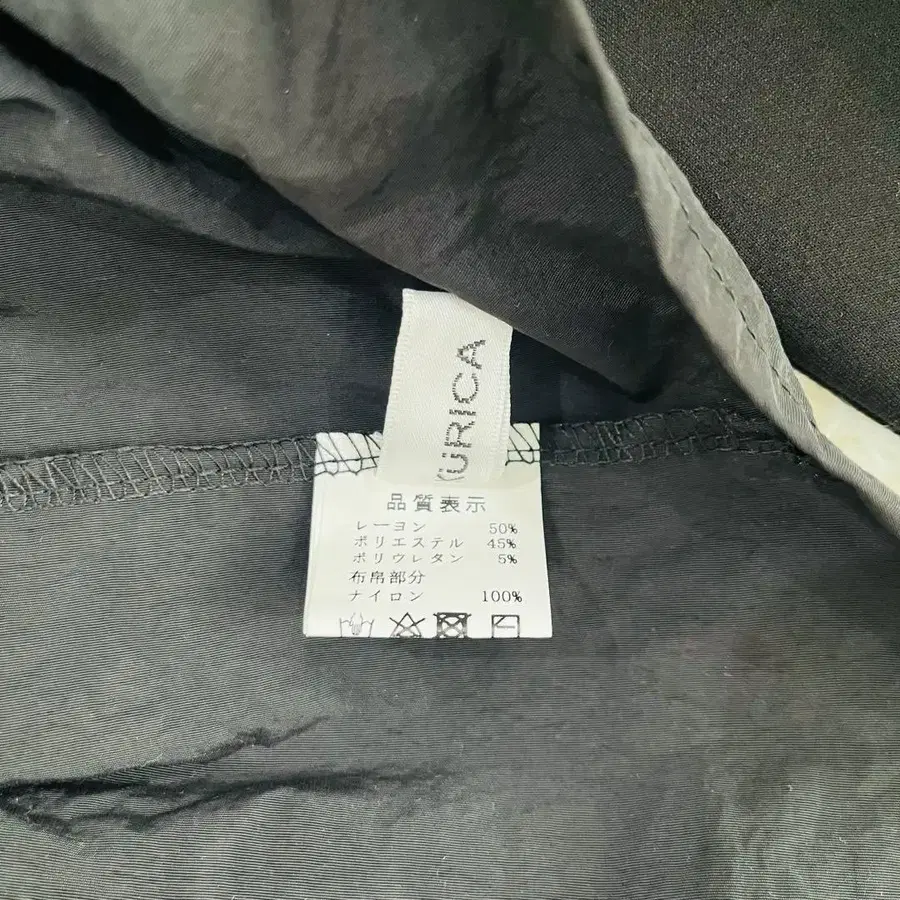 URICA
品質表示
レーヨン 50%
ポリエステル 45%
ポリウレタン 5%
布帛部分
ナイロン 100%